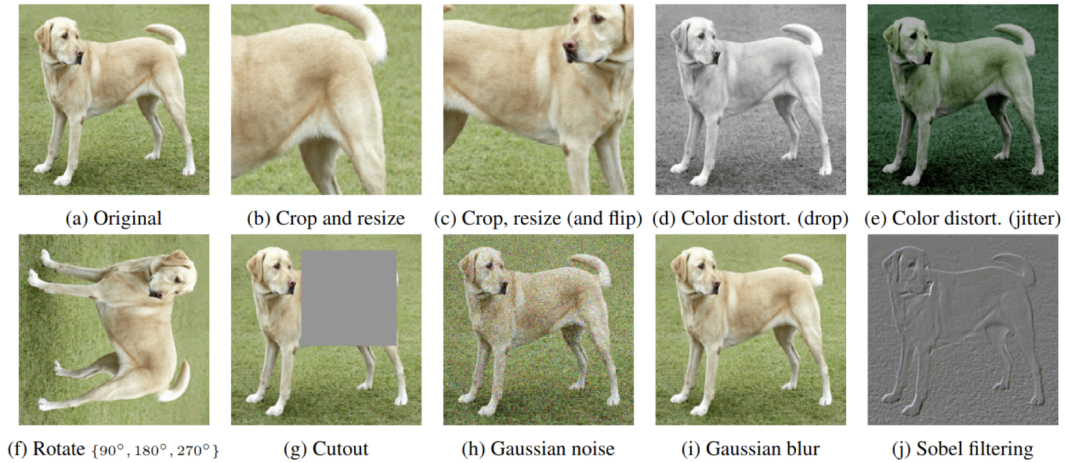 (a) Original
(b) Crop and resize
(c) Crop, resize (and flip)
(d) Color distort. (drop)
(e) Color distort. (jitter)
(f) Rotate {90°, 180°, 270°}
(g) Cutout
(h) Gaussian noise
(i) Gaussian blur
(j) Sobel filtering